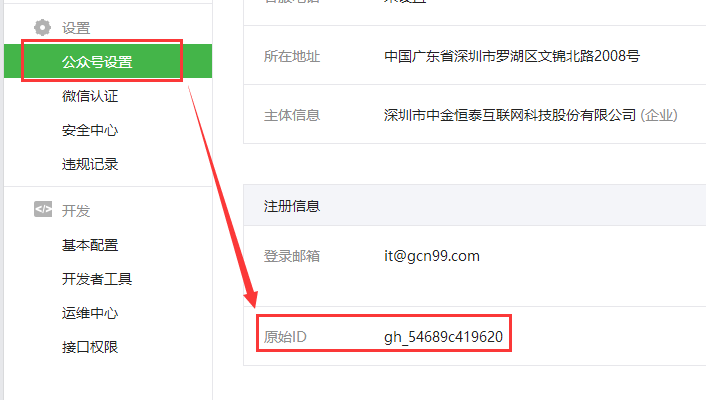 设置
公众号设置
微信认证
安全中心
违规记录
</>
开发
基本配置
开发者工具
运维中心
接口权限
所在地址 中国广东省深圳市罗湖区文锦北路2008号
主体信息 深圳市中金恒泰互联网科技股份有限公司 (企业)
注册信息
登录邮箱 it@gcn99.com
原始ID gh_54689c419620